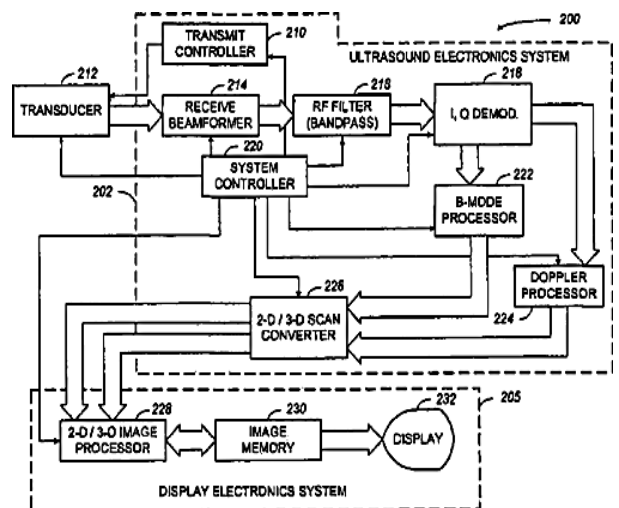 200
TRANSMIT
CONTROLLER
210
ULTRASOUND ELECTRONICS SYSTEM
212
TRANSDUCER
214
RECEIVE
BEAMFORMER
216
RF FILTER
(BANDPASS)
218
I, Q DEMOD.
220
SYSTEM
CONTROLLER
202
222
B-MODE
PROCESSOR
226
2-D / 3-D SCAN
CONVERTER
DOPPLER
PROCESSOR
224
228
2-D / 3-D IMAGE
PROCESSOR
230
IMAGE
MEMORY
232
DISPLAY
205
DISPLAY ELECTRONICS SYSTEM